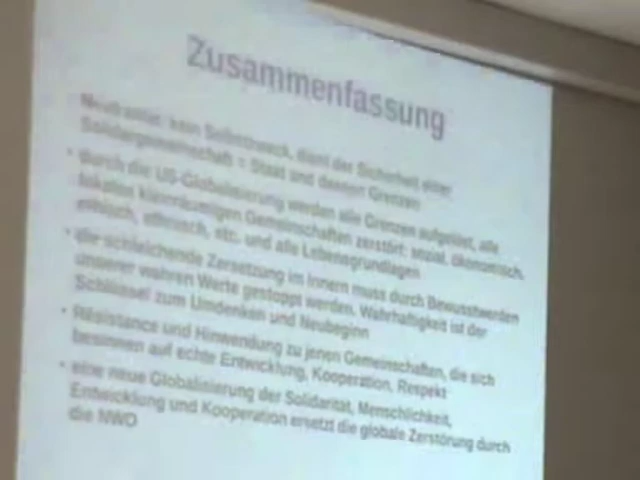 Zusammenfassung
Neutralität: kein Selbstzweck, dient der Sicherheit einer
Solidargemeinschaft = Staat und dessen Grenzen
• durch die US-Globalisierung werden alle Grenzen aufgelöst, alle
lokalen kleinräumigen Gemeinschaften zerstört: sozial, ökonomisch,
ethisch, ethnisch, etc. und alle Lebensgrundlagen
• die schleichende Zersetzung im Innern muss durch Bewusstwerden
unserer wahren Werte gestoppt werden. Wahrhaftigkeit ist der
Schlüssel zum Umdenken und Neubeginn
• Résistance und Hinwendung zu jenen Gemeinschaften, die sich
besinnen auf echte Entwicklung, Kooperation, Respekt
• eine neue Globalisierung der Solidarität, Menschlichkeit,
Entwicklung und Kooperation ersetzt die globale Zerstörung durch
die NWO